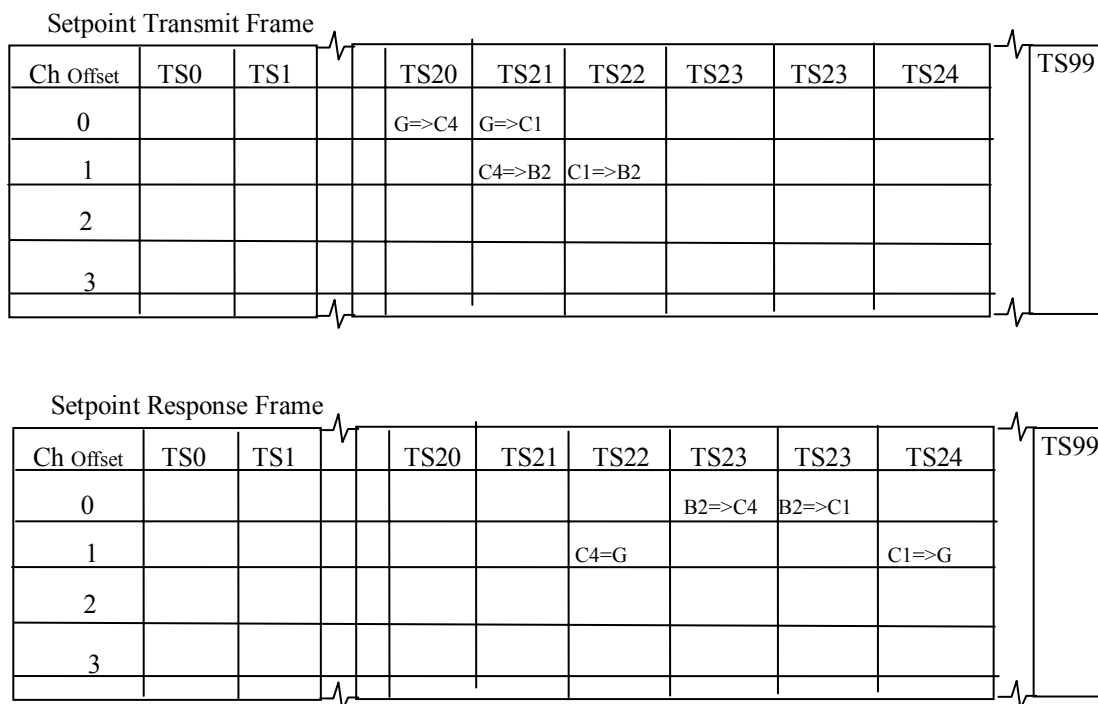 Setpoint Transmit Frame
Ch Offset TS0 TS1 TS20 TS21 TS22 TS23 TS23 TS24 TS99
0 G=>C4 G=>C1
1 C4=>B2 C1=>B2
2
3
Setpoint Response Frame
Ch Offset TS0 TS1 TS20 TS21 TS22 TS23 TS23 TS24 TS99
0 B2=>C4 B2=>C1
1 C4=G C1=>G
2
3